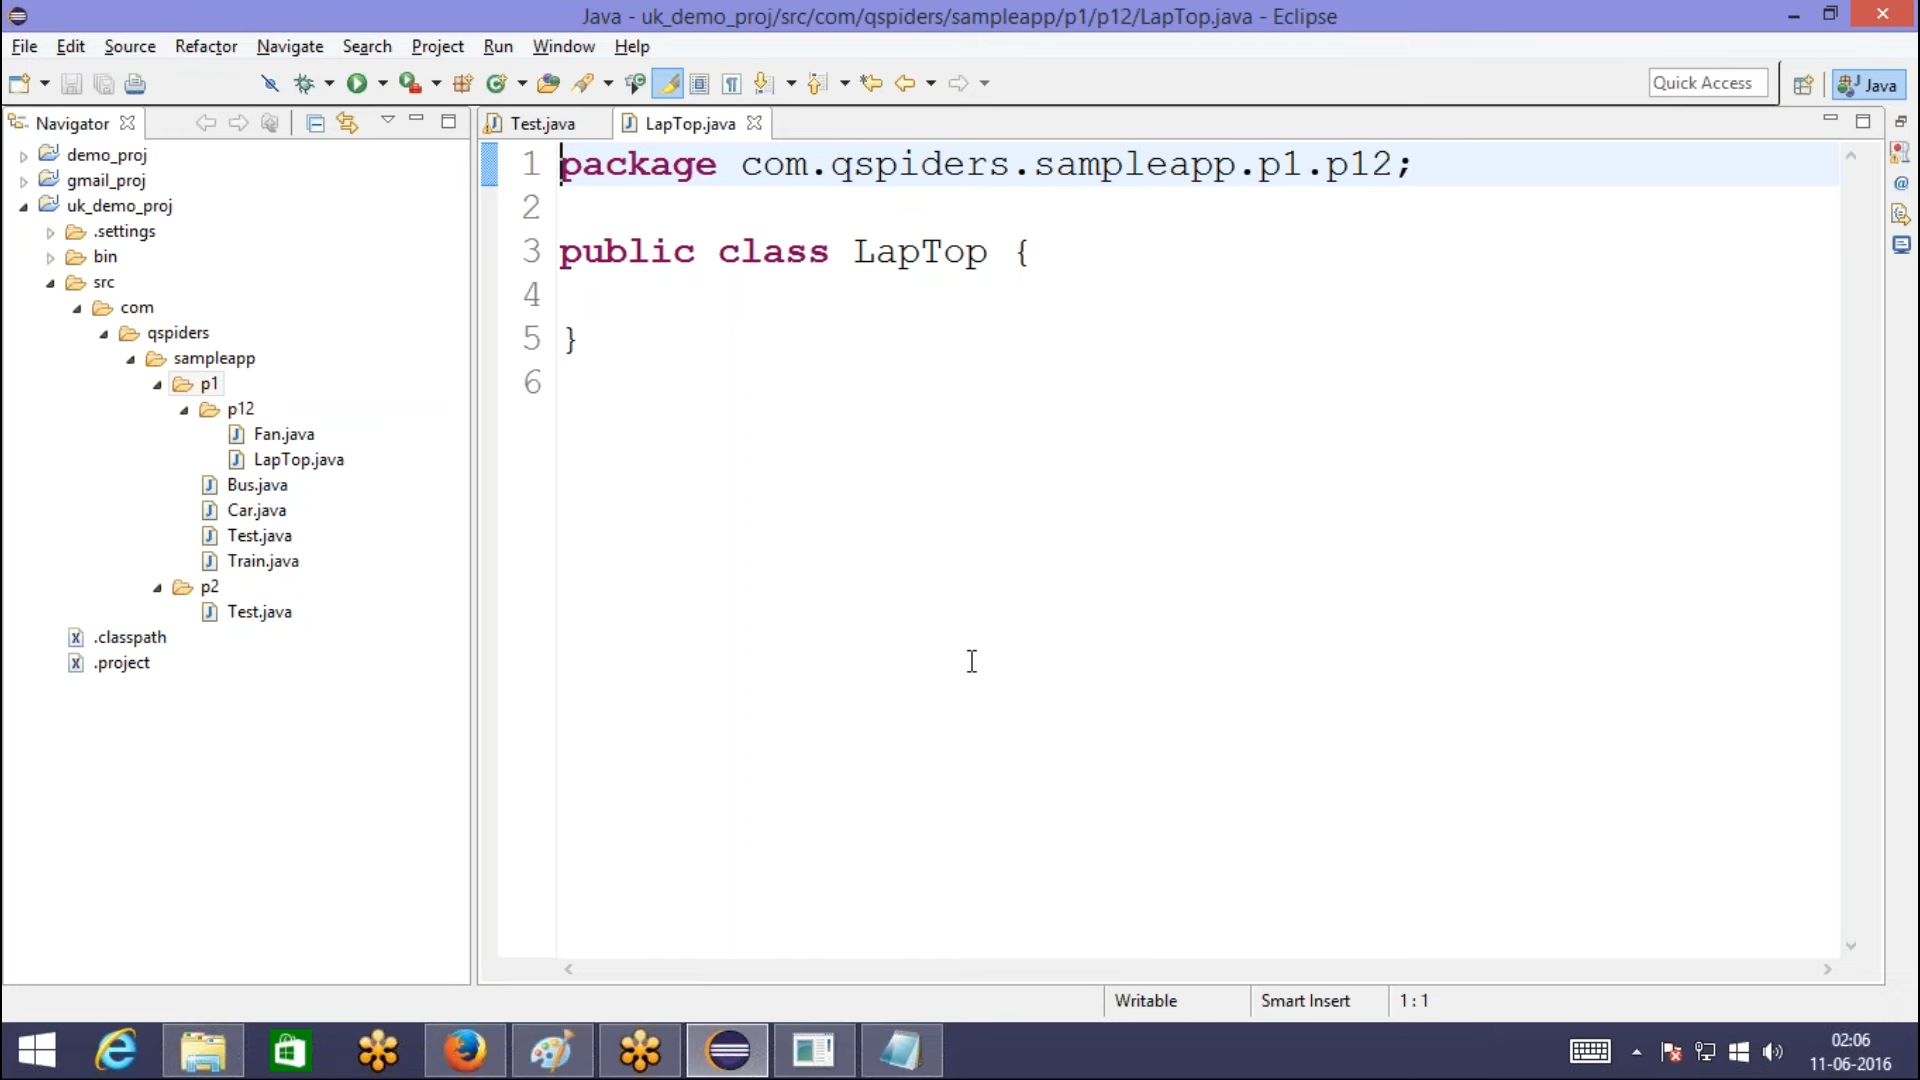 Java - uk_demo_proj/src/com/qspiders/sampleapp/p1/p12/LapTop.java - Eclipse
File Edit Source Refactor Navigate Search Project Run Window Help
Quick Access
Java
Navigator
demo_proj
gmail_proj
uk_demo_proj
.settings
bin
src
com
qspiders
sampleapp
p1
p12
Fan.java
LapTop.java
Bus.java
Car.java
Test.java
Train.java
p2
Test.java
.classpath
.project
Test.java LapTop.java
1 package com.qspiders.sampleapp.p1.p12;
2
3 public class LapTop {
4
5 }
6
Writable Smart Insert 1 : 1
02:06
11-06-2016